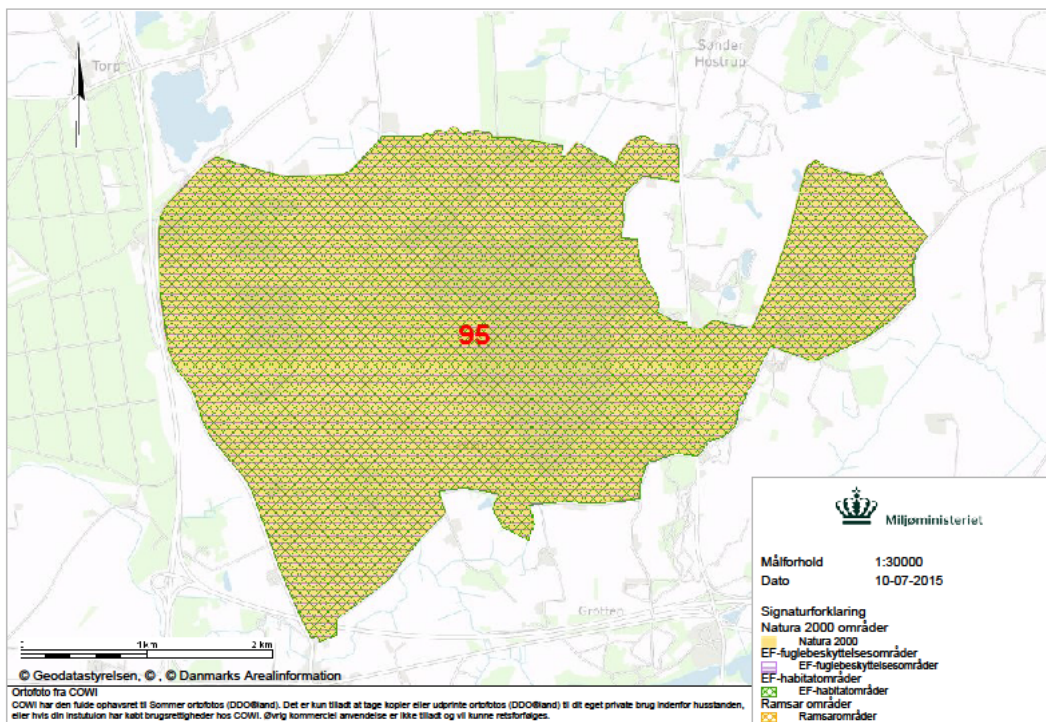 Torp
Sønder
Hostrup
95
Grøften
1 km 2 km
© Geodatastyrelsen, © , © Danmarks Arealinformation
Miljøministeriet
Målforhold 1:30000
Dato 10-07-2015
Signaturforklaring
Natura 2000 områder
Natura 2000
EF-fuglebeskyttelsesområder
EF-fuglebeskyttelsesområder
EF-habitatområder
EF-habitatområder
Ramsar områder
Ramsarområder
Ortofoto fra COWI
COWI har den fulde ophavsret til Sommer ortofotos (DDO®land). Det er kun tilladt at tage kopier eller udprinte ortofotos (DDO®land) til dit eget private brug indenfor husstanden,
eller hvis din instutuion har købt brugsrettigheder hos COWI. Øvrig kommerciel anvendelse er ikke tilladt og vil kunne retsforfølges.